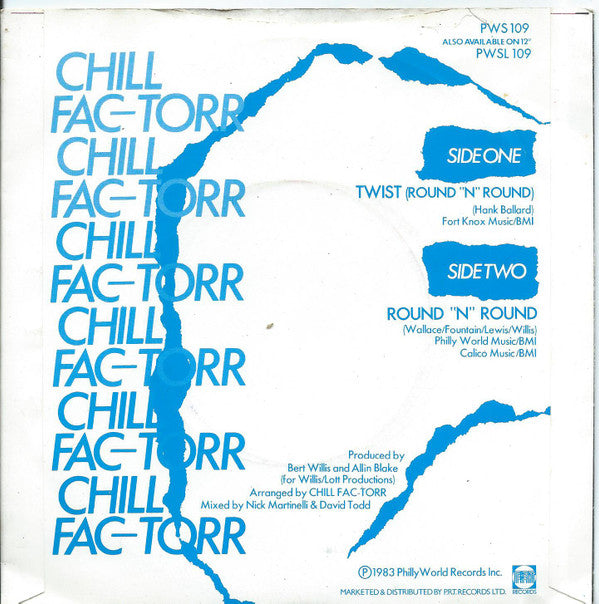 PWS 109
ALSO AVAILABLE ON 12"
PWSL 109
CHILL
FAC-TORR
CHILL
FAC-TORR
CHILL
FAC-TORR
CHILL
FAC-TORR
CHILL
FAC-TORR
CHILL
FAC-TORR
SIDE ONE
TWIST (ROUND "N" ROUND)
(Hank Ballard)
Fort Knox Music/BMI
SIDE TWO
ROUND "N" ROUND
(Wallace/Fountain/Lewis/Willis)
Philly World Music/BMI
Calico Music/BMI
Produced by
Bert Willis and Allin Blake
(for Willis/Lott Productions)
Arranged by CHILL FAC-TORR
Mixed by Nick Martinelli & David Todd
Ⓟ1983 Philly World Records Inc.
MARKETED & DISTRIBUTED BY P.R.T. RECORDS LTD.
RECORDS